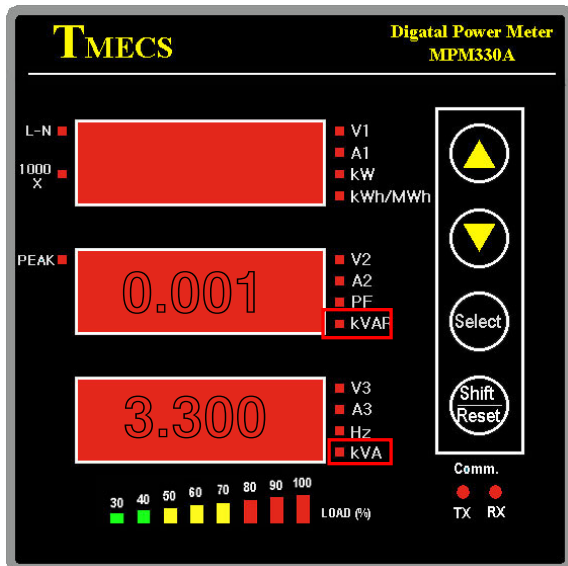 TMECS
Digatal Power Meter
MPM330A
L-N
1000
X
V1
A1
kW
kWh/MWh
PEAK
0.001
V2
A2
PF
kVAR
3.300
V3
A3
Hz
kVA
Select
Shift
Reset
30 40 50 60 70 80 90 100
LOAD (%)
Comm.
TX RX